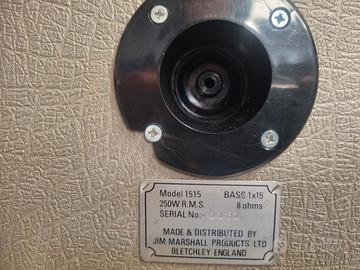 Model 1515 BASS 1x15
250W R.M.S. 8 ohms
SERIAL No:-
MADE & DISTRIBUTED BY
JIM MARSHALL PRODUCTS LTD
BLETCHLEY ENGLAND